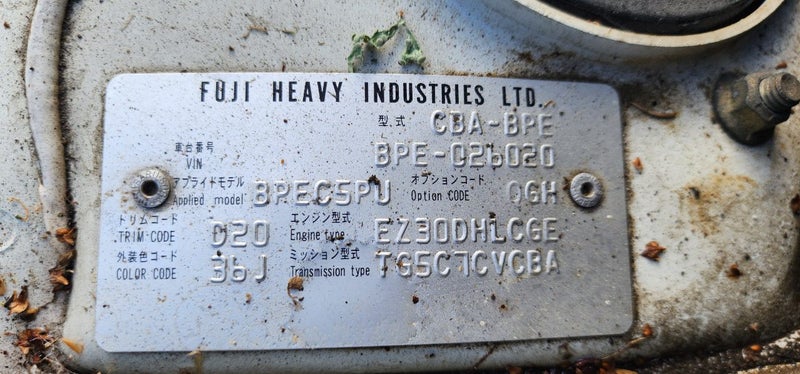 FUJI HEAVY INDUSTRIES LTD.
型式 CBA-BPE
車台番号 VIN BPE-026020
アプライドモデル Applied model BPEC5PU オプションコード Option CODE QGH
トリムコード TRIM CODE D20 エンジン型式 Engine type EZ30DHLCGE
外装色コード COLOR CODE 36J ミッション型式 Transmission type TG5C7CVCBA